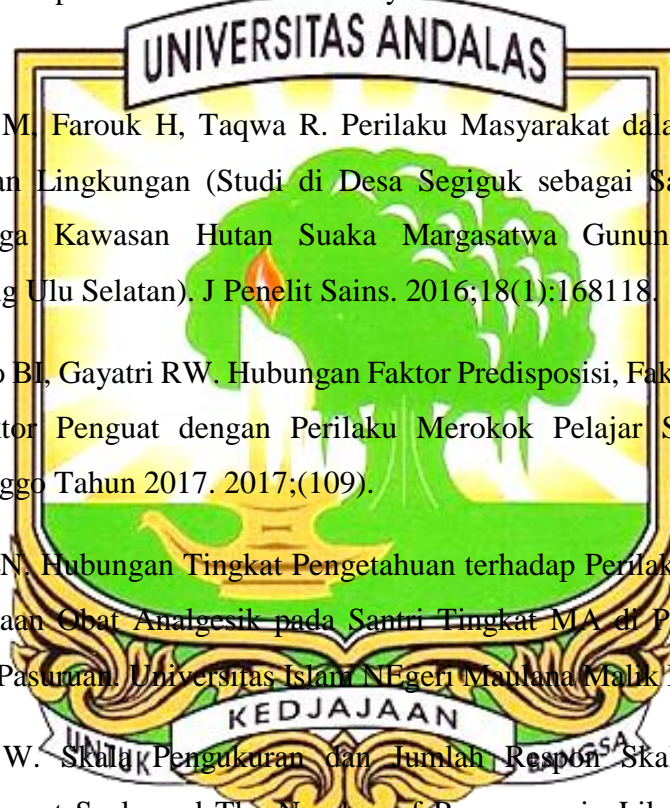 UNIVERSITAS ANDALAS
M, Farouk H, Taqwa R. Perilaku Masyarakat dala
an Lingkungan (Studi di Desa Segiguk sebagai Sa
ga Kawasan Hutan Suaka Margasatwa Gunun
g Ulu Selatan). J Penelit Sains. 2016;18(1):168118.
o BI, Gayatri RW. Hubungan Faktor Predisposisi, Fak
tor Penguat dengan Perilaku Merokok Pelajar S
ggo Tahun 2017. 2017;(109).
N. Hubungan Tingkat Pengetahuan terhadap Perilak
aan Obat Analgesik pada Santri Tingkat MA di P
Pasuruan. Universitas Islam NEgeri Maulana Malik
KEDJAJAAN
UNTUK BANGSA
W. Skala Pengukuran dan Jumlah Respon Skal